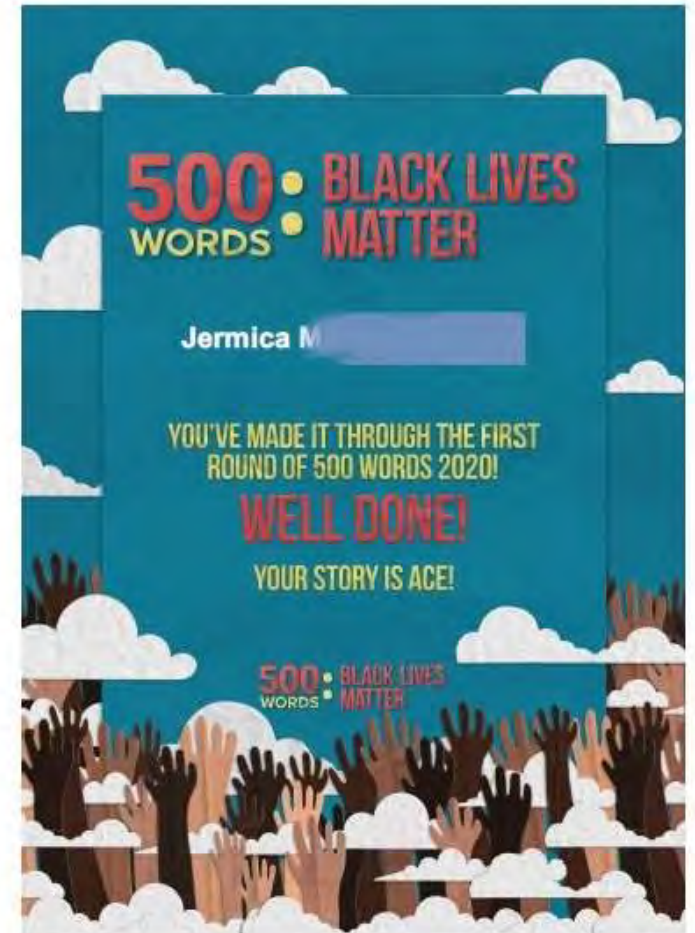 500 WORDS: BLACK LIVES MATTER
Jermica M
YOU'VE MADE IT THROUGH THE FIRST
ROUND OF 500 WORDS 2020!
WELL DONE!
YOUR STORY IS ACE!
500 WORDS: BLACK LIVES MATTER